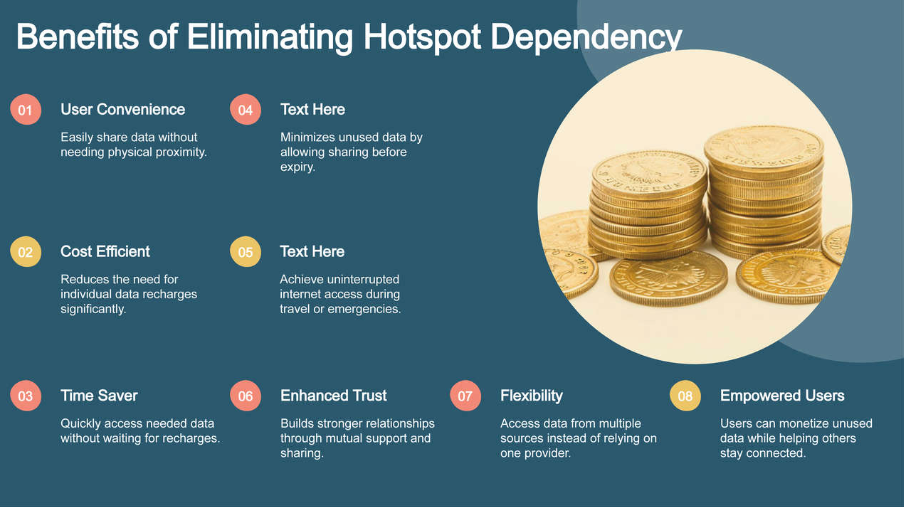 Benefits of Eliminating Hotspot Dependency
01
User Convenience
Easily share data without
needing physical proximity.
02
Cost Efficient
Reduces the need for
individual data recharges
significantly.
03
Time Saver
Quickly access needed data
without waiting for recharges.
04
Text Here
Minimizes unused data by
allowing sharing before
expiry.
05
Text Here
Achieve uninterrupted
internet access during
travel or emergencies.
06
Enhanced Trust
Builds stronger relationships
through mutual support and
sharing.
07
Flexibility
Access data from multiple
sources instead of relying on
one provider.
08
Empowered Users
Users can monetize unused
data while helping others
stay connected.